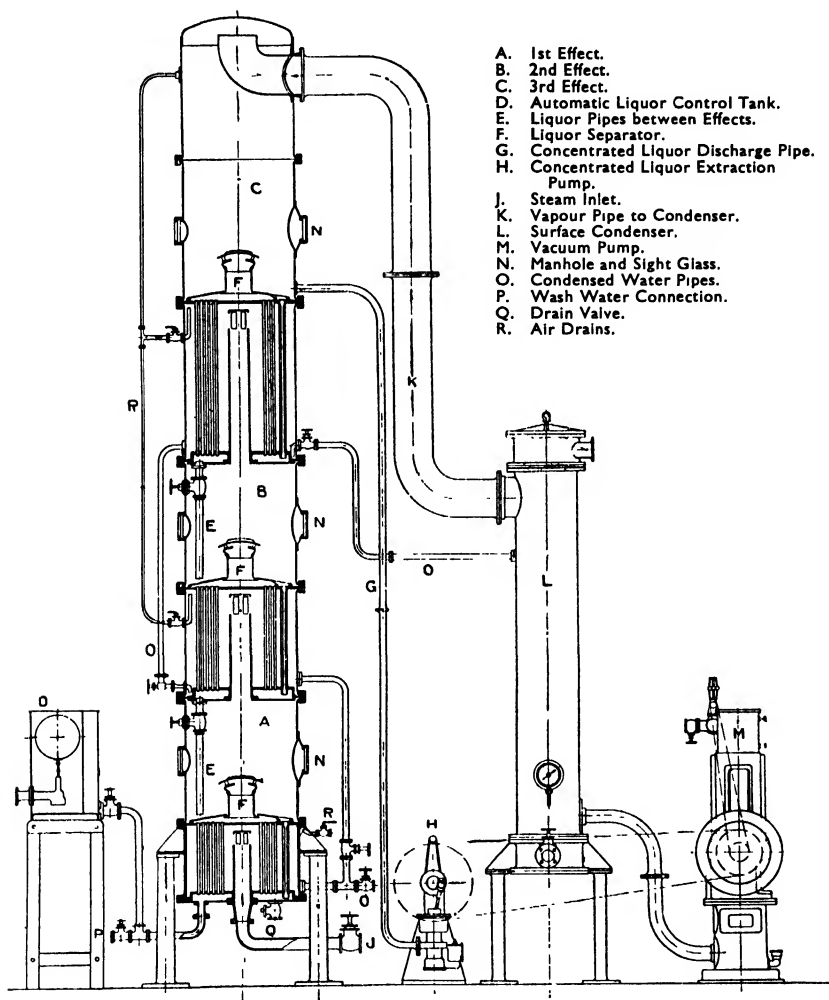 A. 1st Effect.
B. 2nd Effect.
C. 3rd Effect.
D. Automatic Liquor Control Tank.
E. Liquor Pipes between Effects.
F. Liquor Separator.
G. Concentrated Liquor Discharge Pipe.
H. Concentrated Liquor Extraction
Pump.
J. Steam Inlet.
K. Vapour Pipe to Condenser.
L. Surface Condenser.
M. Vacuum Pump.
N. Manhole and Sight Glass.
O. Condensed Water Pipes.
P. Wash Water Connection.
Q. Drain Valve.
R. Air Drains.
C
N
F
K
R
B
E
N
F
G
O
L
O
D
A
M
E
N
F
R
H
O
P
Q
J